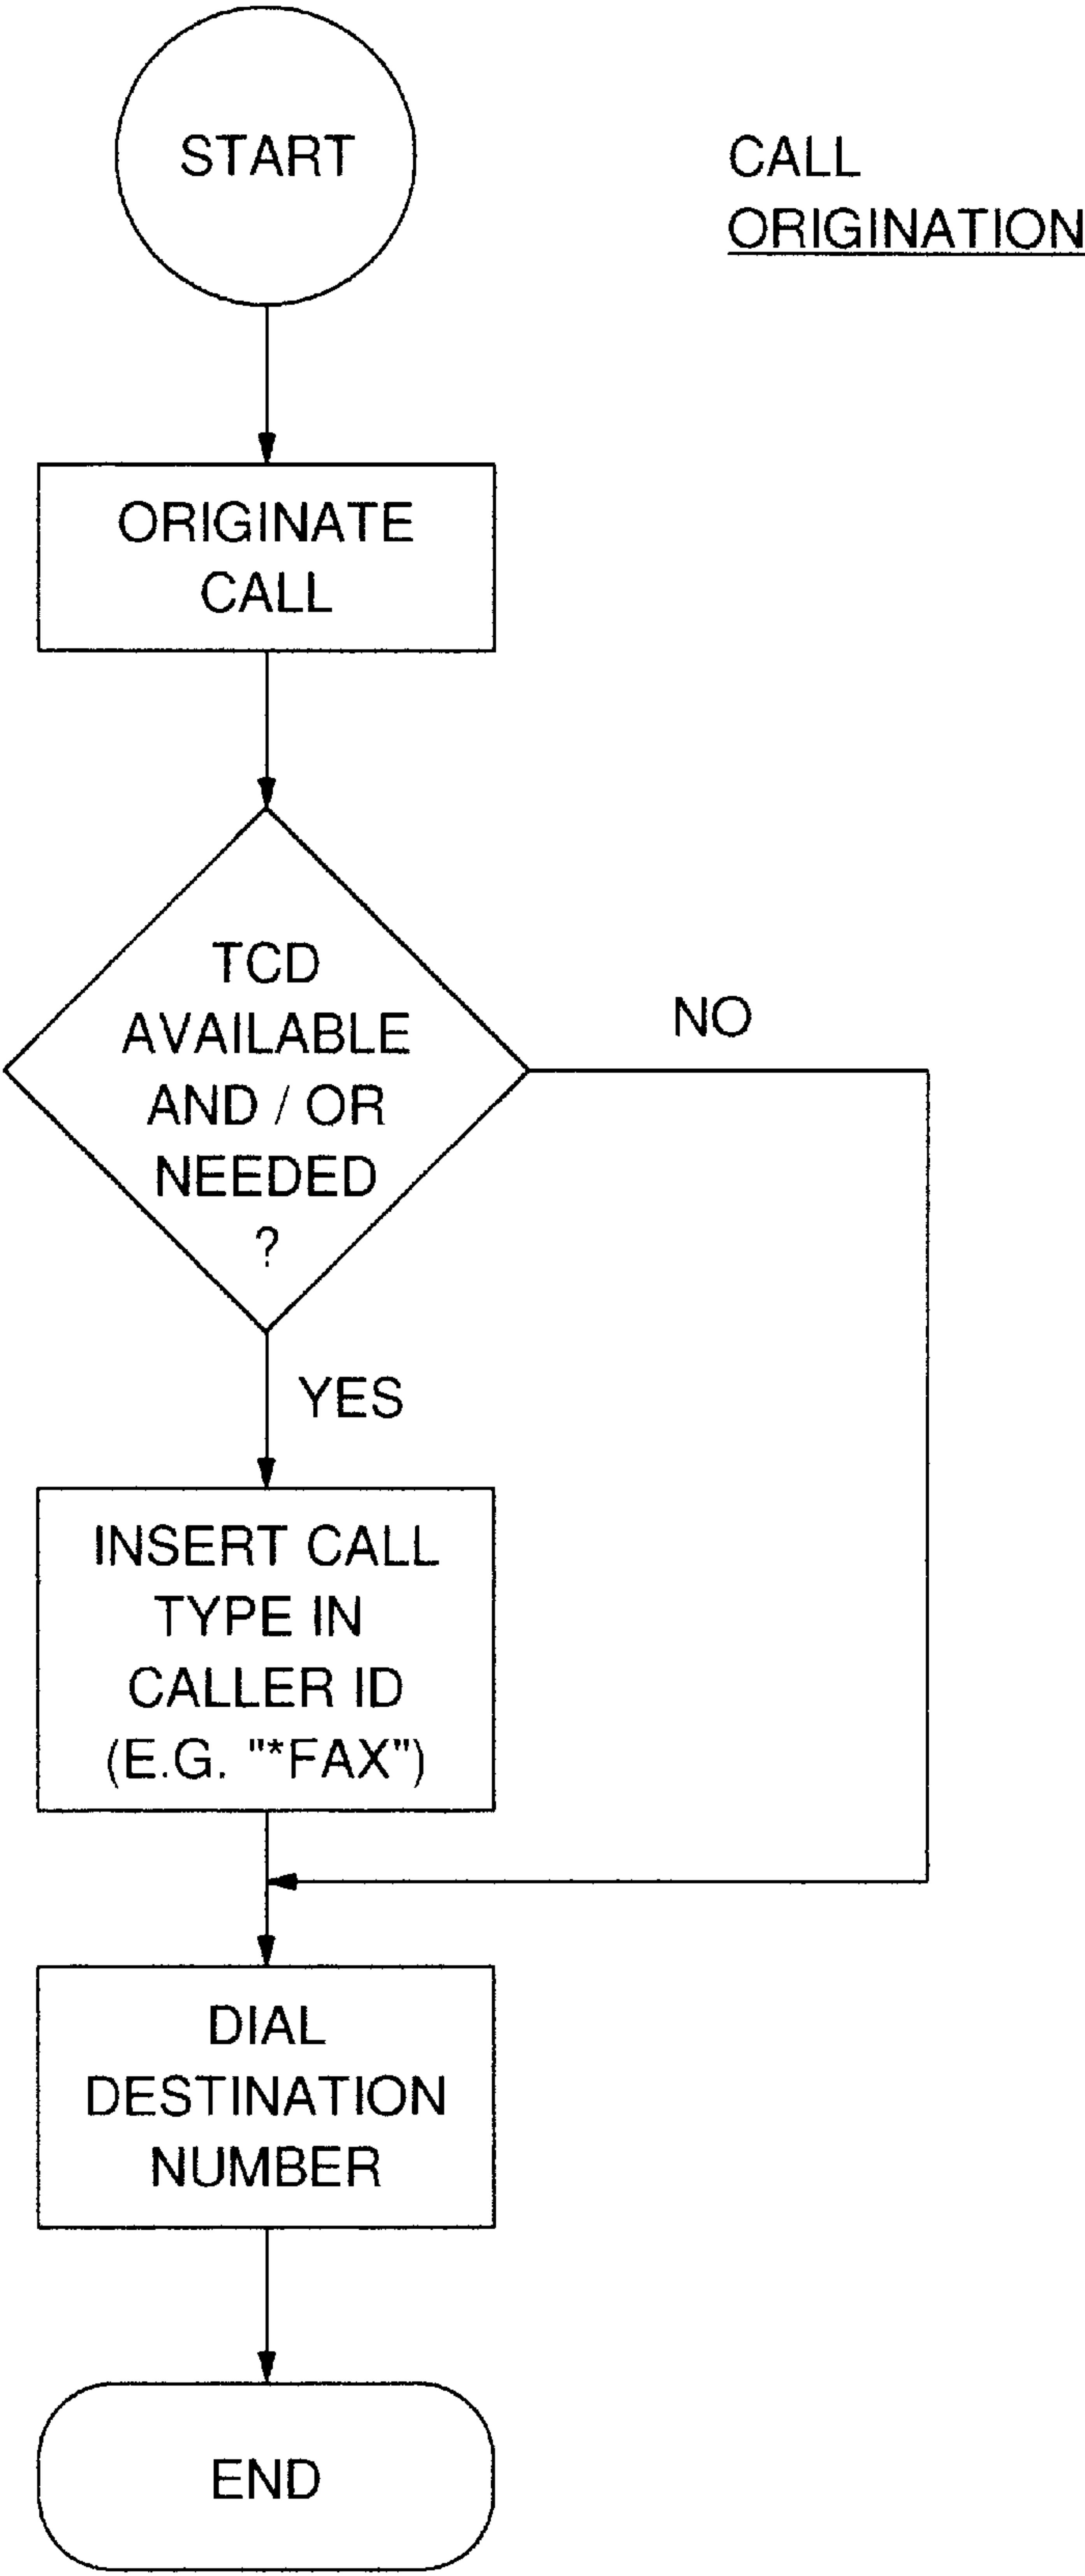 START
CALL
ORIGINATION
ORIGINATE
CALL
TCD
AVAILABLE
AND / OR
NEEDED
?
NO
YES
INSERT CALL
TYPE IN
CALLER ID
(E.G. "*FAX")
DIAL
DESTINATION
NUMBER
END